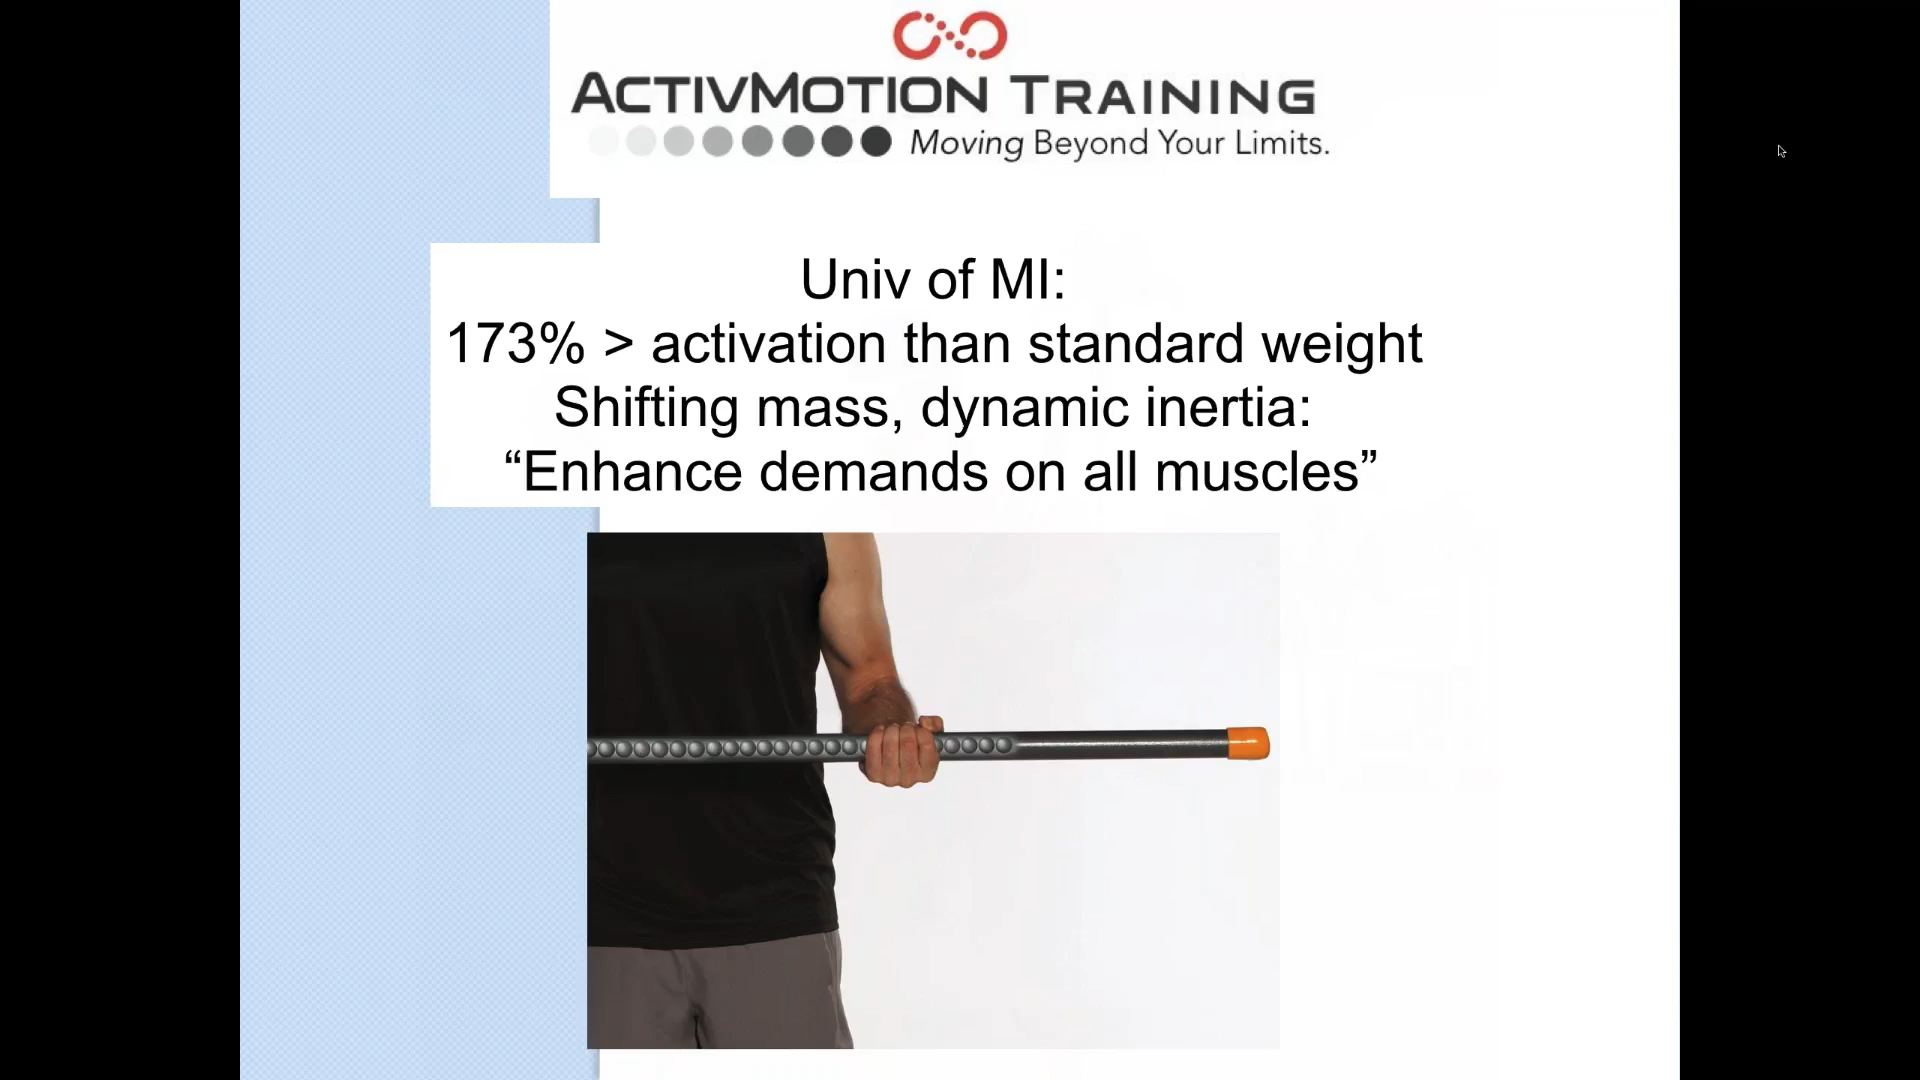 ACTIVMOTION TRAINING
Moving Beyond Your Limits.
Univ of MI:
173% > activation than standard weight
Shifting mass, dynamic inertia:
“Enhance demands on all muscles”